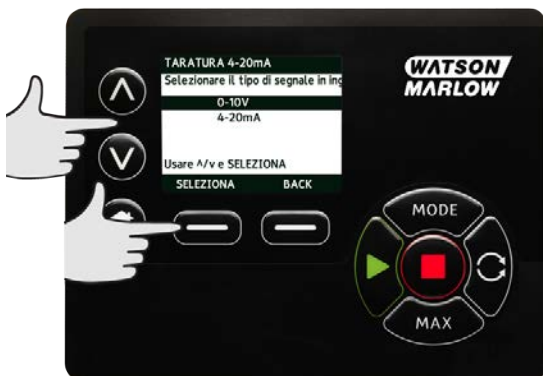 TARATURA 4-20mA
Selezionare il tipo di segnale in ing
0-10V
4-20mA
Usare ^/v e SELEZIONA
SELEZIONA BACK
WATSON
MARLOW
MODE
MAX